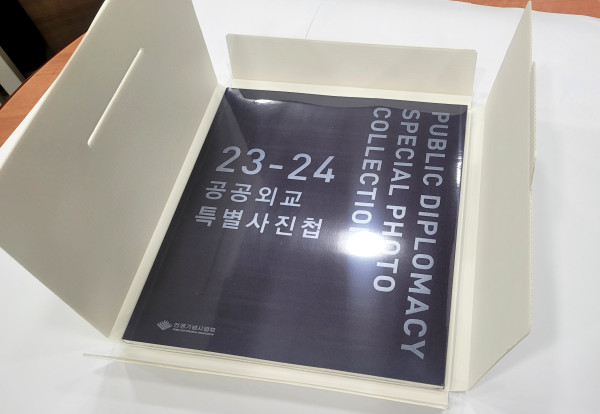 23-24
공공외교
특별사진첩
PUBLIC DIPLOMACY
SPECIAL PHOTO
COLLECTION